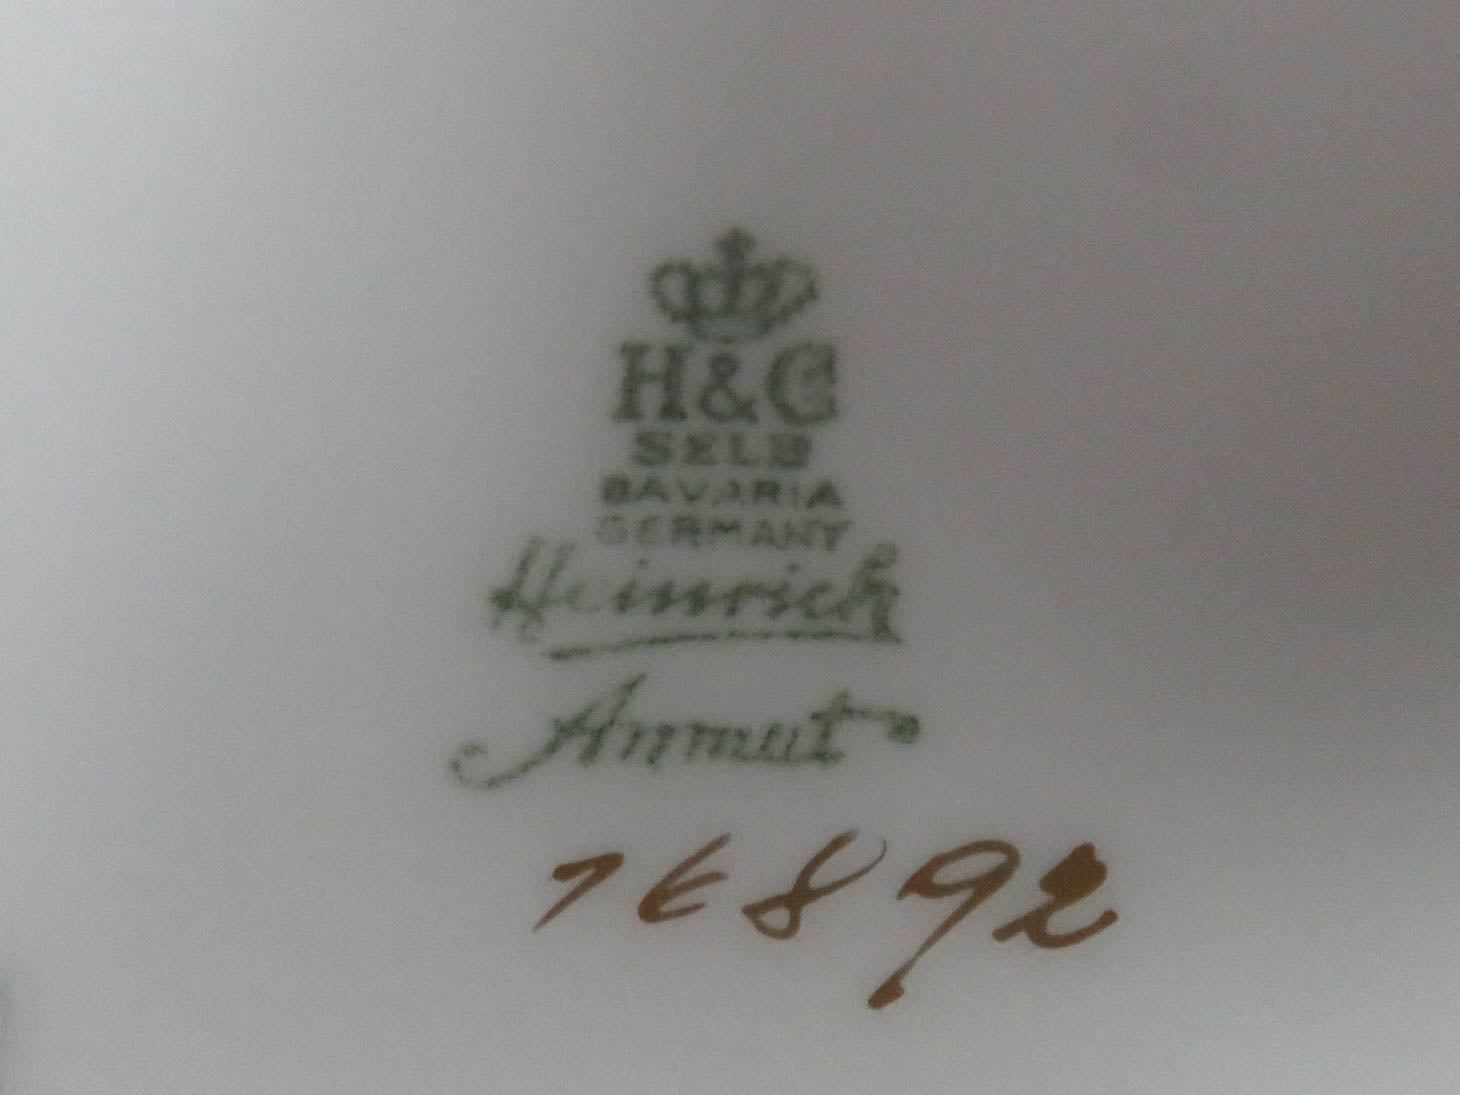 H&C
SELB
BAVARIA
GERMANY
Heinrich
Anmut
76892